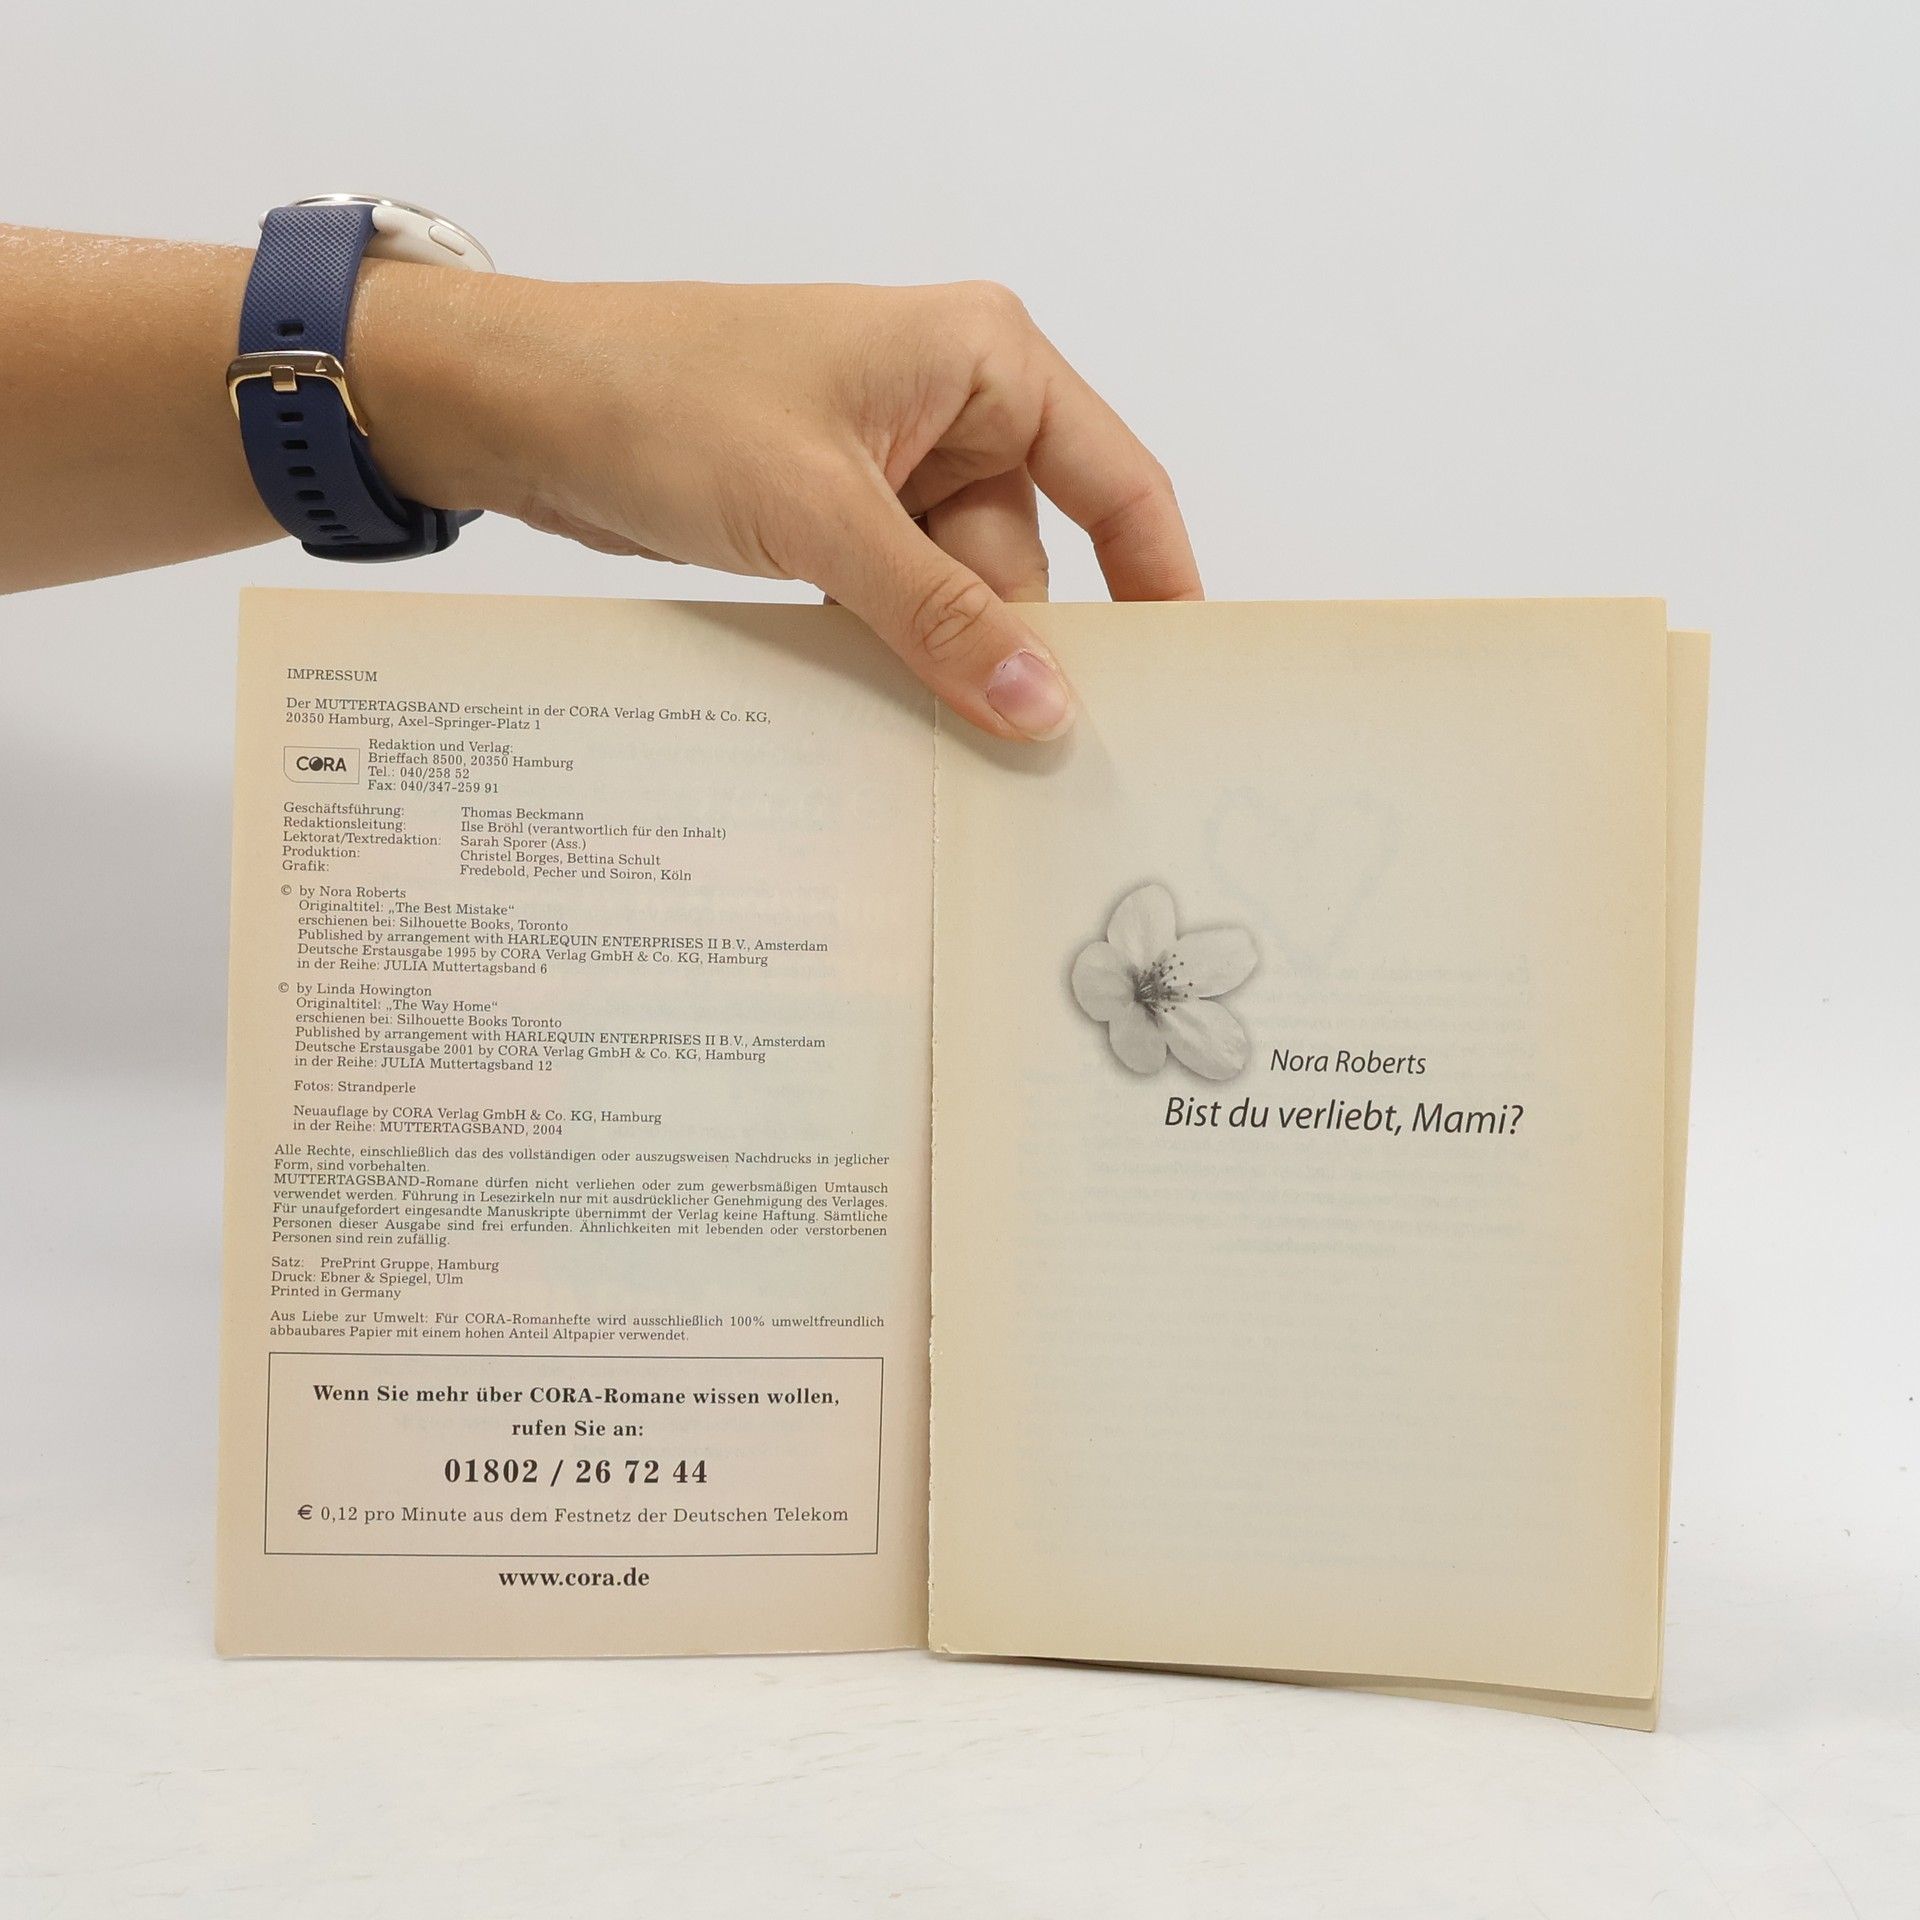 IMPRESSUM
Der MUTTERTAGSBAND erscheint in der CORA Verlag GmbH & Co. KG,
20350 Hamburg, Axel-Springer-Platz 1
CORA
Redaktion und Verlag:
Brieffach 8500, 20350 Hamburg
Tel.: 040/258 52
Fax: 040/347-259 91
Geschäftsführung: Thomas Beckmann
Redaktionsleitung: Ilse Bröhl (verantwortlich für den Inhalt)
Lektorat/Textredaktion: Sarah Sporer (Ass.)
Produktion: Christel Borges, Bettina Schult
Grafik: Fredebold, Pecher und Soiron, Köln
© by Nora Roberts
Originaltitel: „The Best Mistake“
erschienen bei: Silhouette Books, Toronto
Published by arrangement with HARLEQUIN ENTERPRISES II B.V., Amsterdam
Deutsche Erstausgabe 1995 by CORA Verlag GmbH & Co. KG, Hamburg
in der Reihe: JULIA Muttertagsband 6
© by Linda Howington
Originaltitel: „The Way Home“
erschienen bei: Silhouette Books Toronto
Published by arrangement with HARLEQUIN ENTERPRISES II B.V., Amsterdam
Deutsche Erstausgabe 2001 by CORA Verlag GmbH & Co. KG, Hamburg
in der Reihe: JULIA Muttertagsband 12
Fotos: Strandperle
Neuauflage by CORA Verlag GmbH & Co. KG, Hamburg
in der Reihe: MUTTERTAGSBAND, 2004
Alle Rechte, einschließlich das des vollständigen oder auszugsweisen Nachdrucks in jeglicher
Form, sind vorbehalten.
MUTTERTAGSBAND-Romane dürfen nicht verliehen oder zum gewerbsmäßigen Umtausch
verwendet werden. Führung in Lesezirkeln nur mit ausdrücklicher Genehmigung des Verlages.
Für unaufgefordert eingesandte Manuskripte übernimmt der Verlag keine Haftung. Sämtliche
Personen dieser Ausgabe sind frei erfunden. Ähnlichkeiten mit lebenden oder verstorbenen
Personen sind rein zufällig.
Satz: PrePrint Gruppe, Hamburg
Druck: Ebner & Spiegel, Ulm
Printed in Germany
Aus Liebe zur Umwelt: Für CORA-Romanhefte wird ausschließlich 100% umweltfreundlich
abbaubares Papier mit einem hohen Anteil Altpapier verwendet.
Wenn Sie mehr über CORA-Romane wissen wollen,
rufen Sie an:
01802 / 26 72 44
€ 0,12 pro Minute aus dem Festnetz der Deutschen Telekom
www.cora.de
Nora Roberts
Bist du verliebt, Mami?